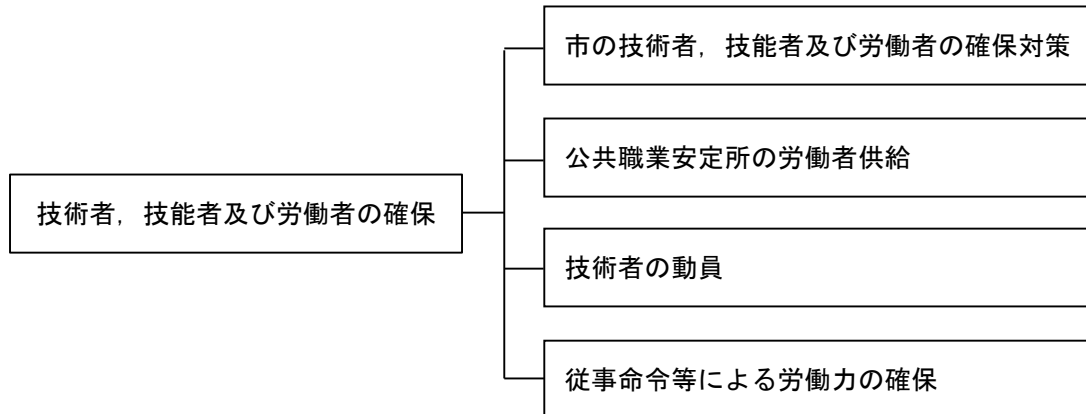 市の技術者，技能者及び労働者の確保対策
公共職業安定所の労働者供給
技術者，技能者及び労働者の確保
技術者の動員
従事命令等による労働力の確保